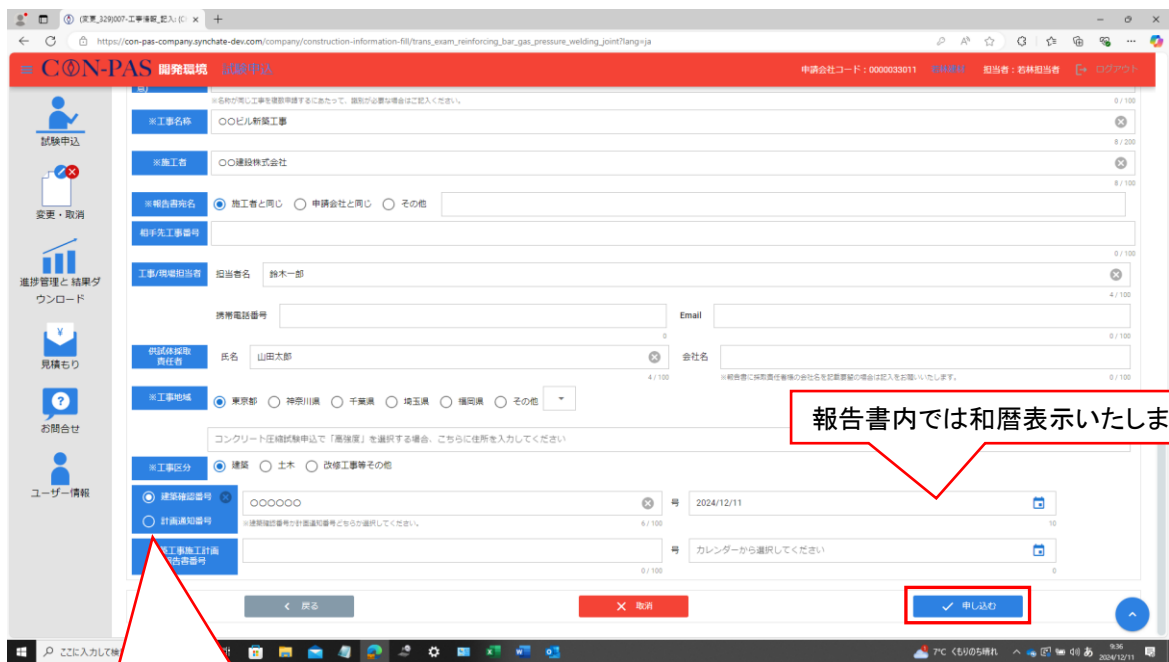 (変更_329)007-工事情報_記入: (C
https://con-pas-company.synchate-dev.com/company/construction-information-fill/trans_exam_reinforcing_bar_gas_pressure_welding_joint?lang=ja
CON-PAS 開発環境 試験申込 申請会社コード：0000033011 担当者：若林担当者 ログアウト
※名称が同じ工事を複数申請するにあたって、識別が必要な場合はご記入ください。 0 / 100
※工事名称 〇〇ビル新築工事
8 / 200
試験申込
※施工者 〇〇建設株式会社
8 / 100
※報告書宛名 施工者と同じ 申請会社と同じ その他
変更・取消
相手先工事番号
0 / 100
工事/現場担当者 担当者名 鈴木一郎
4 / 100
進捗管理と 結果ダ
ウンロード
携帯電話番号 Email
0 0 / 100
供試体採取
責任者 氏名 山田太郎 会社名
4 / 100 ※報告書に採取責任者様の会社名を記載要望の場合は記入をお願いいたします。 0 / 100
見積もり
※工事地域 東京都 神奈川県 千葉県 埼玉県 福岡県 その他
報告書内では和暦表示いたしま
お問合せ
コンクリート圧縮試験申込で「高強度」を選択する場合、こちらに住所を入力してください
※工事区分 建築 土木 改修工事等その他
ユーザー情報
建築確認番号 〇〇〇〇〇〇 号 2024/12/11
計画通知番号 ※建築確認番号か計画通知番号どちらか選択してください。 6 / 100 10
工事施工計画
告書番号 号 カレンダーから選択してください
0 / 100 0
戻る 取消 申し込む
ここに入力して検
7°C くもりのち晴れ あ 9:36
2024/12/11